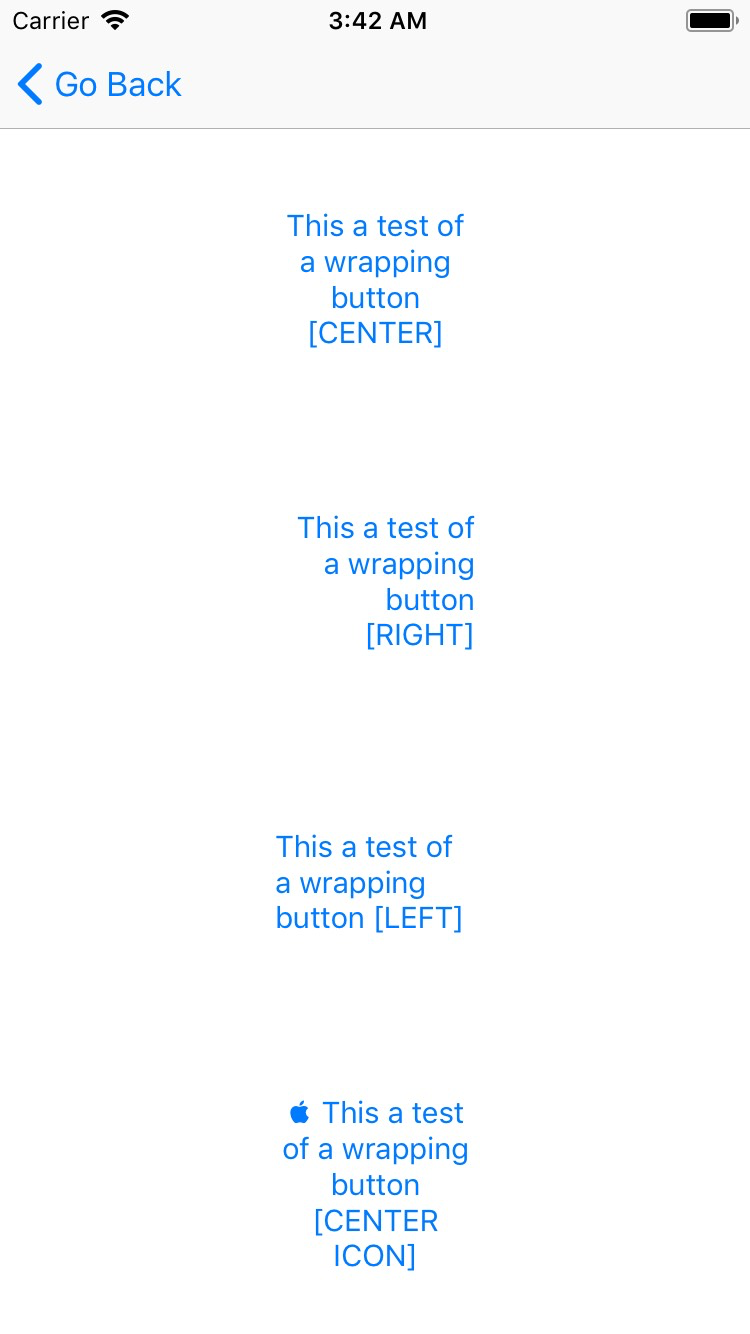 Carrier 3:42 AM
Go Back
This a test of
a wrapping
button
[CENTER]
This a test of
a wrapping
button
[RIGHT]
This a test of
a wrapping
button [LEFT]
This a test
of a wrapping
button
[CENTER
ICON]